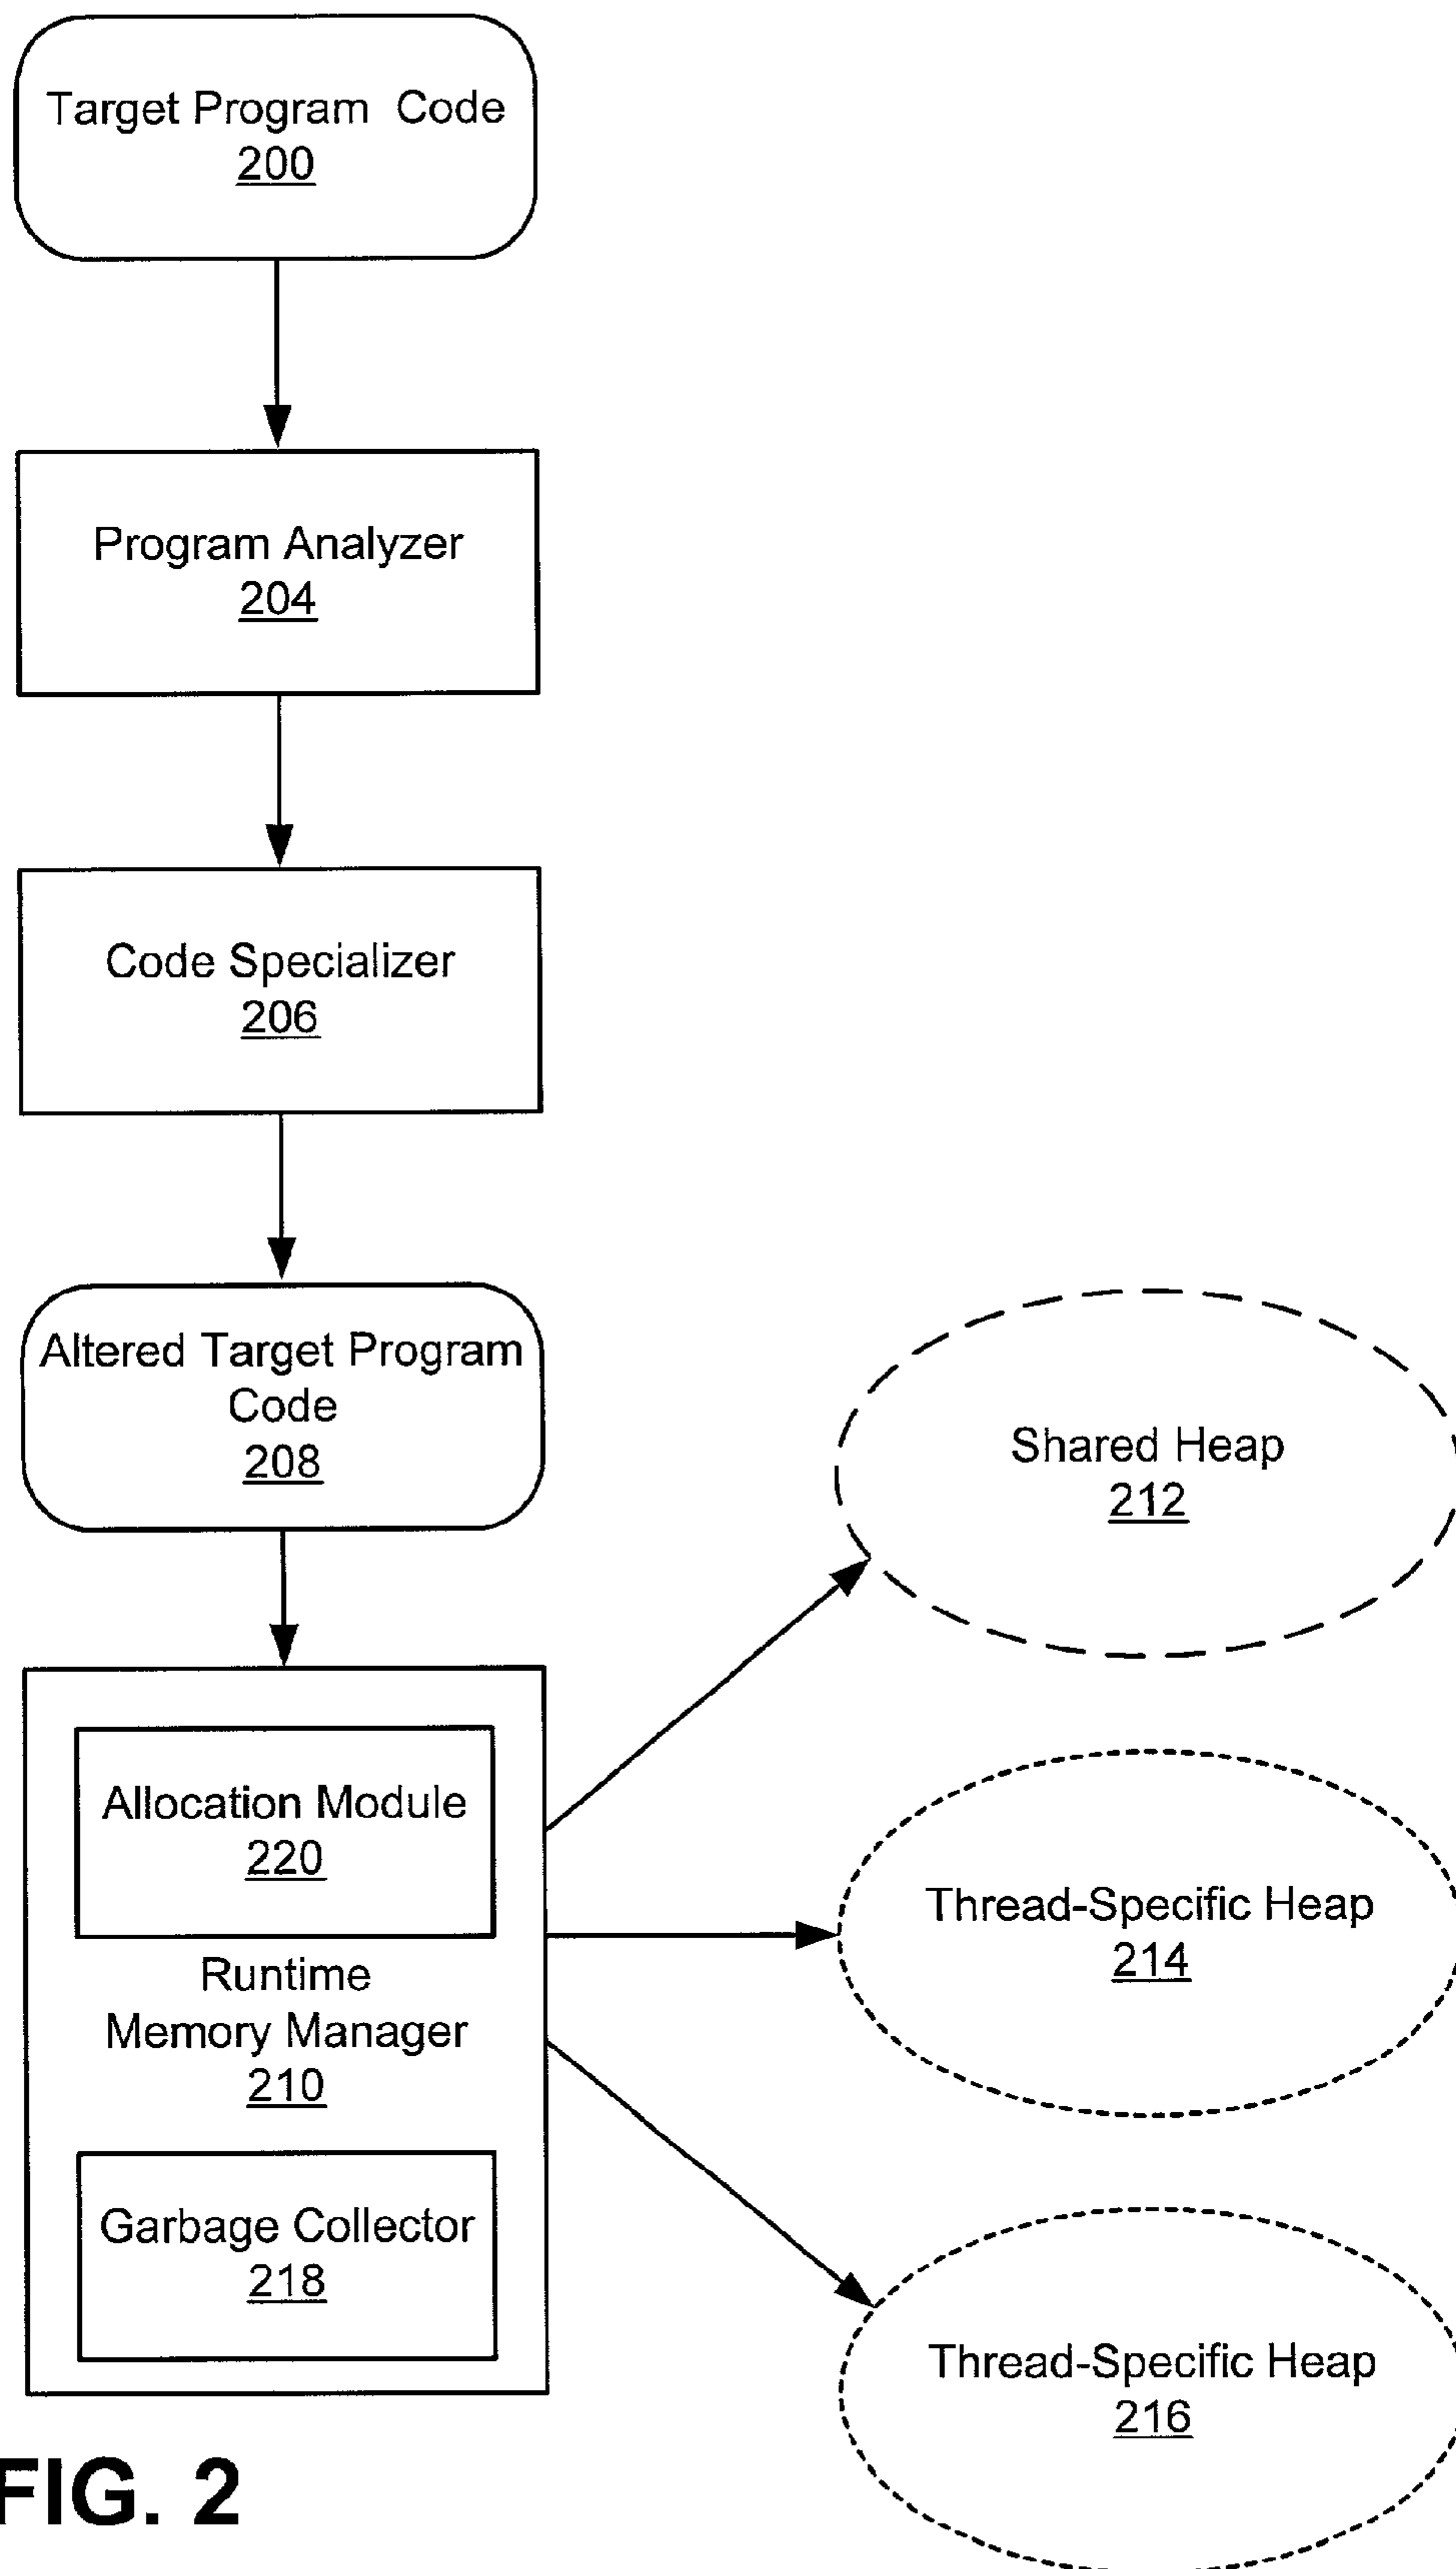 Target Program Code
200
Program Analyzer
204
Code Specializer
206
Altered Target Program
Code
208
Shared Heap
212
Allocation Module
220
Thread-Specific Heap
214
Runtime
Memory Manager
210
Garbage Collector
218
Thread-Specific Heap
216
FIG. 2